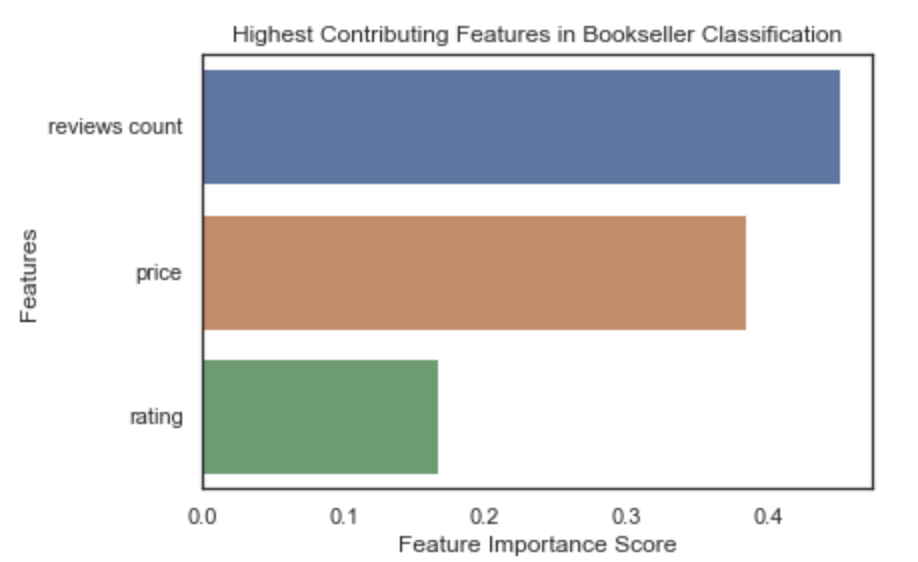 Highest Contributing Features in Bookseller Classification
reviews count
price
rating
Features
0.0 0.1 0.2 0.3 0.4
Feature Importance Score